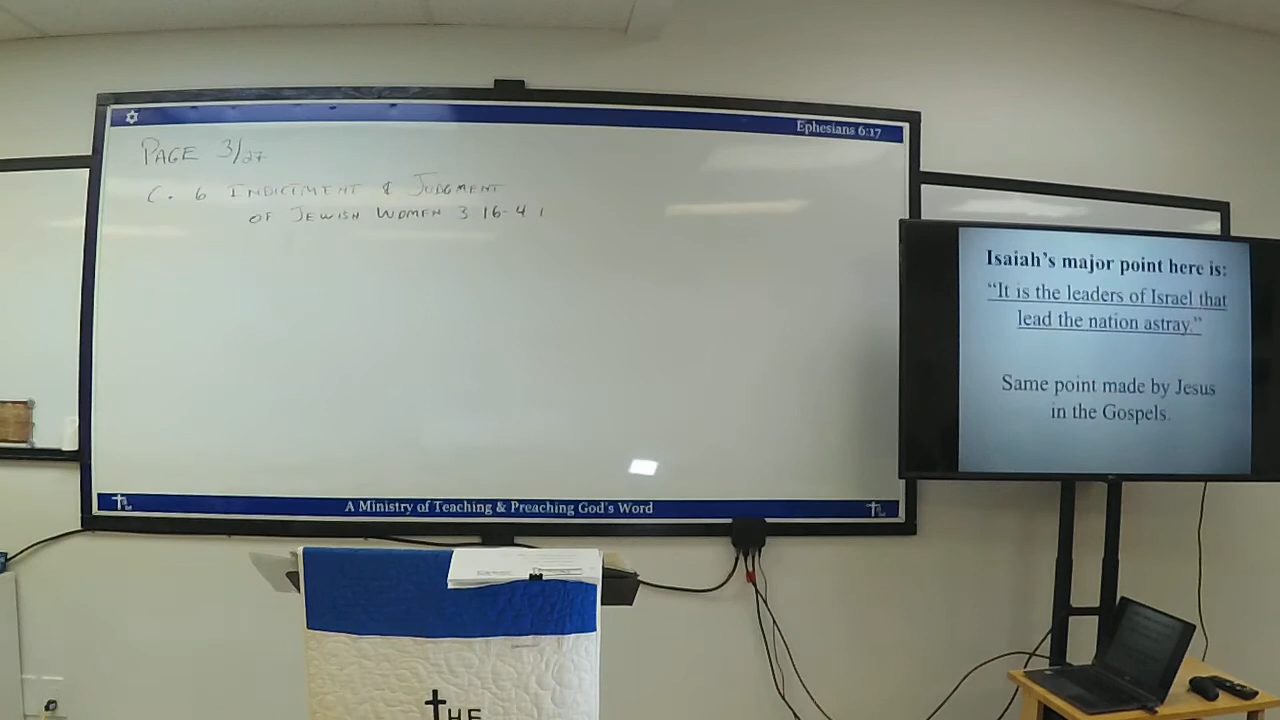 Ephesians 6:17
PAGE 3/27
C. 6 INDICTMENT & JUDGMENT
OF JEWISH WOMEN 3 16-4 1
Isaiah's major point here is:
"It is the leaders of Israel that
lead the nation astray."
Same point made by Jesus
in the Gospels.
A Ministry of Teaching & Preaching God's Word
THE